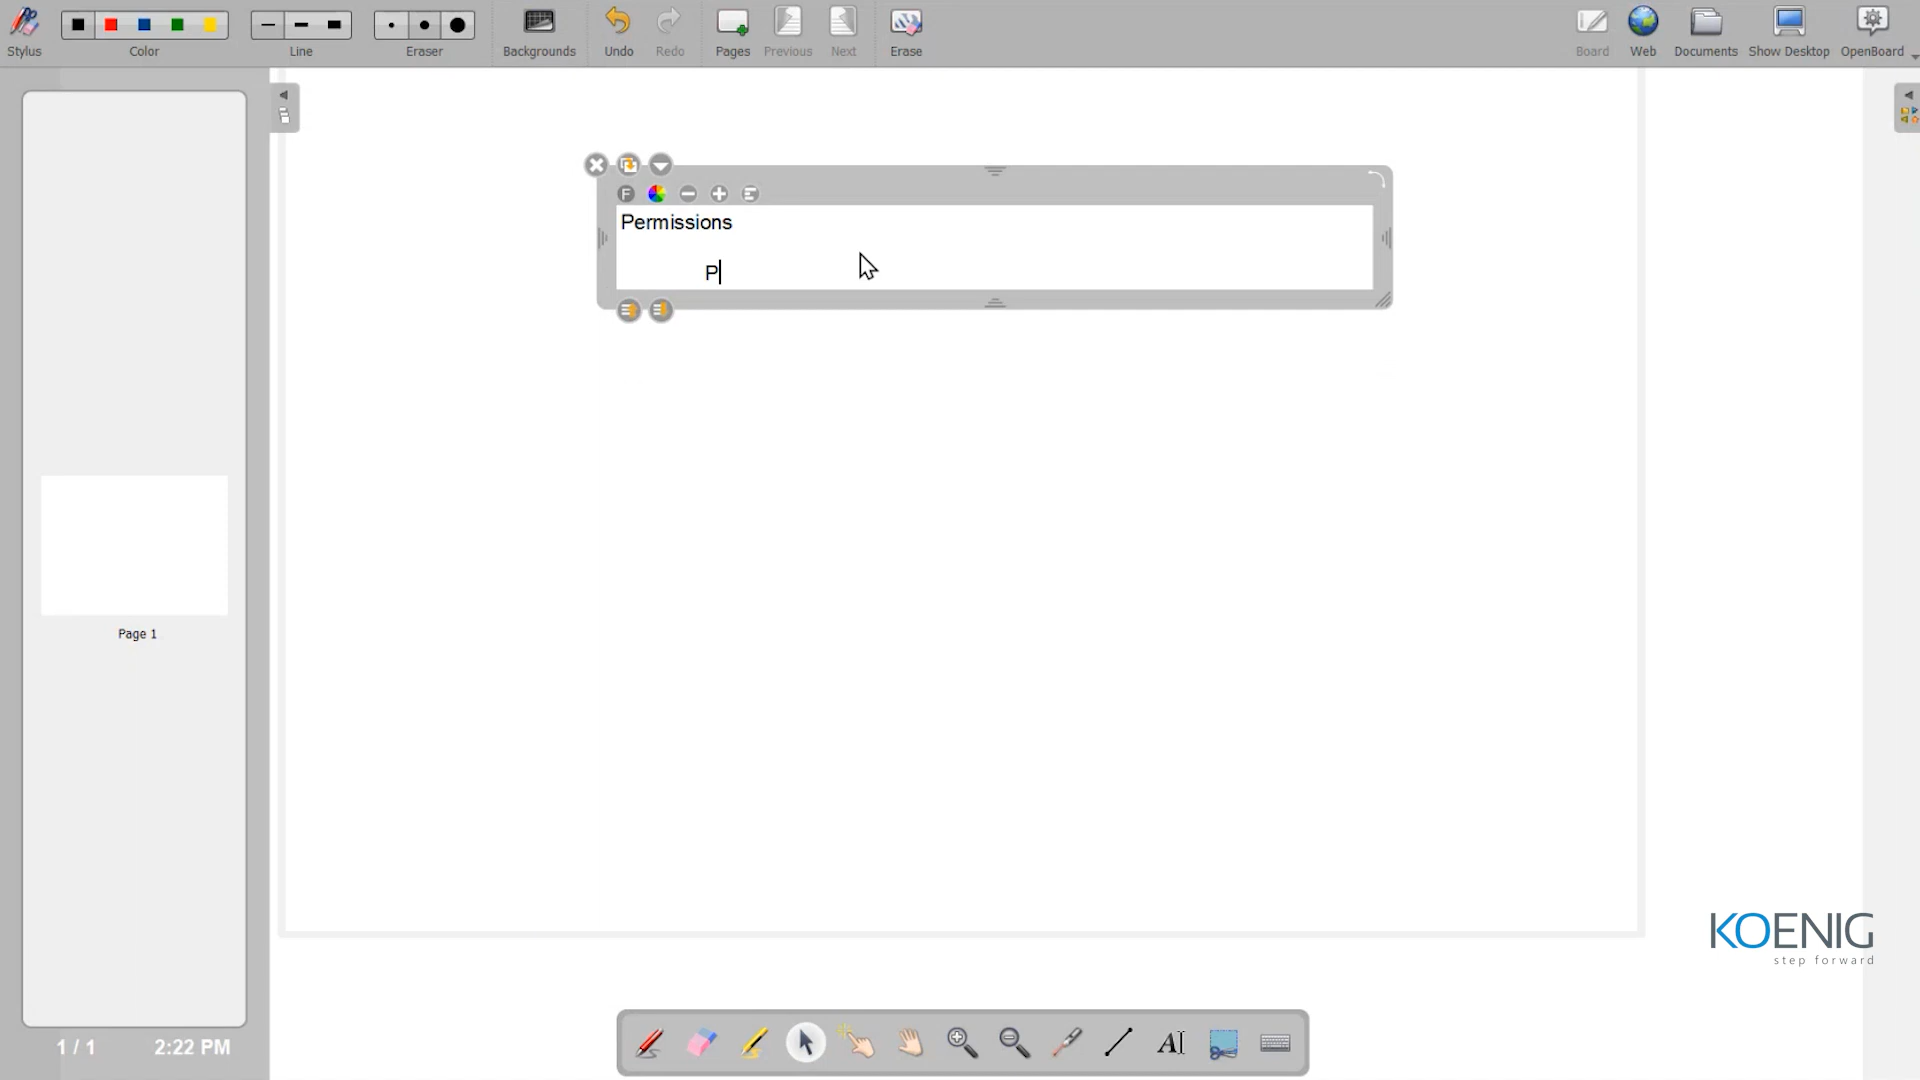 Stylus
Color
Line
Eraser
Backgrounds
Undo
Redo
Pages
Previous
Next
Erase
Board
Web
Documents
Show Desktop
OpenBoard
F
Permissions
P
Page 1
KOENIG
step forward
1 / 1
2:22 PM
AI